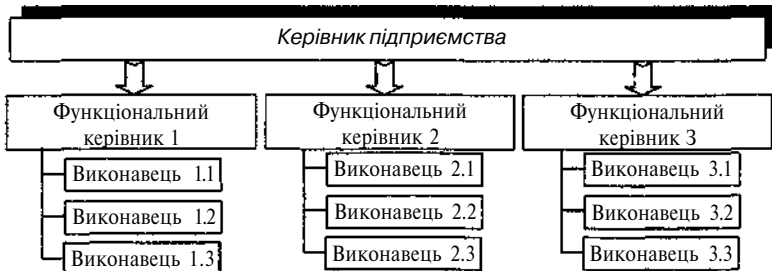 Керівник підприємства
Функціональний
керівник 1
Виконавець 1.1
Виконавець 1.2
Виконавець 1.3
Функціональний
керівник 2
Виконавець 2.1
Виконавець 2.2
Виконавець 2.3
Функціональний
керівник 3
Виконавець 3.1
Виконавець 3.2
Виконавець 3.3